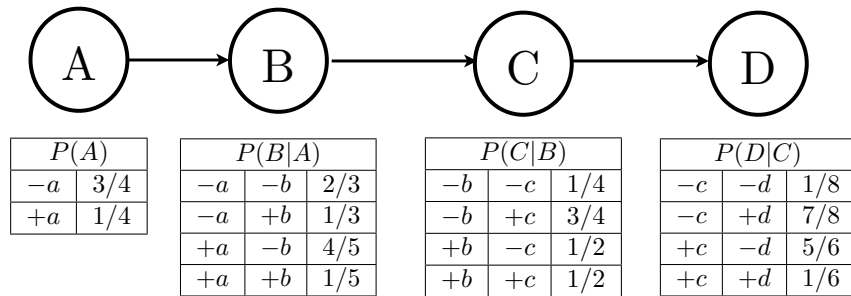 A B C D
P(A) P(B|A) P(C|B) P(D|C)
−a 3/4 −a −b 2/3 −b −c 1/4 −c −d 1/8
+a 1/4 −a +b 1/3 −b +c 3/4 −c +d 7/8
+a −b 4/5 +b −c 1/2 +c −d 5/6
+a +b 1/5 +b +c 1/2 +c +d 1/6